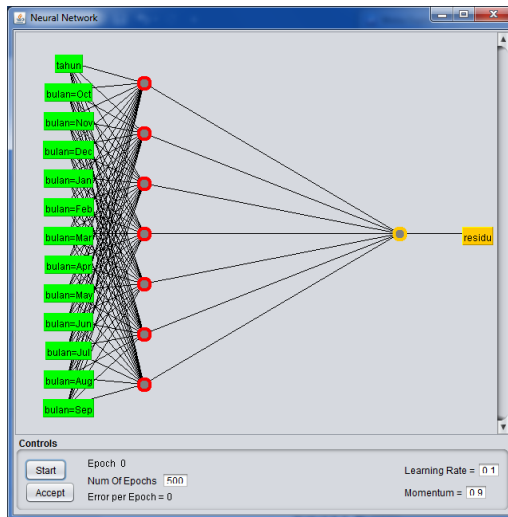 Neural Network
tahun
bulan=Oct
bulan=Nov
bulan=Dec
bulan=Jan
bulan=Feb
bulan=Mar
bulan=Apr
bulan=May
bulan=Jun
bulan=Jul
bulan=Aug
bulan=Sep
residu
Controls
Start
Accept
Epoch 0
Num Of Epochs 500
Error per Epoch = 0
Learning Rate = 0.1
Momentum = 0.9